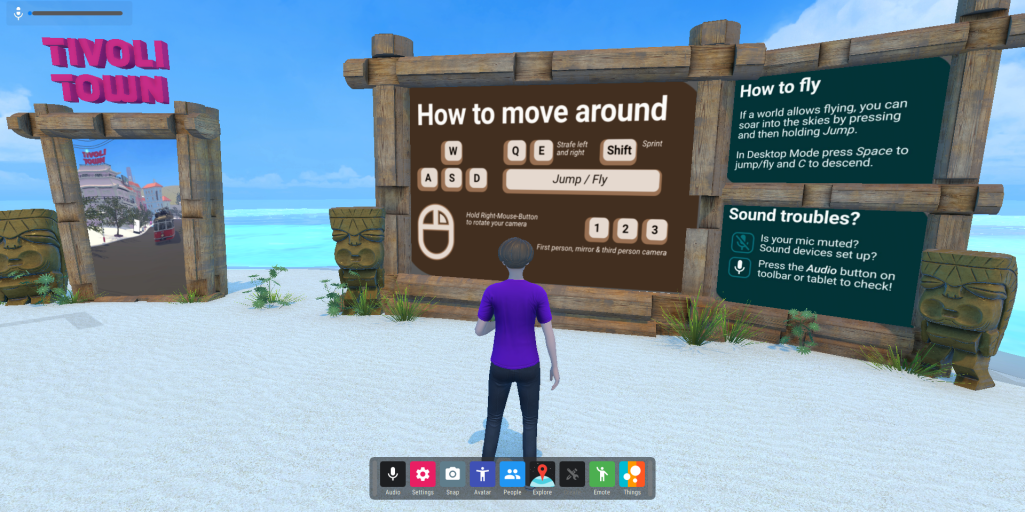 TIVOLI
TOWN
TIVOLI
TOWN
How to move around
W
Q E Strafe left
and right
Shift Sprint
A S D
Jump / Fly
Hold Right-Mouse-Button
to rotate your camera
1 2 3
First person, mirror & third person camera
How to fly
If a world allows flying, you can
soar into the skies by pressing
and then holding Jump.
In Desktop Mode press Space to
jump/fly and C to descend.
Sound troubles?
Is your mic muted?
Sound devices set up?
Press the Audio button on
toolbar or tablet to check!
Audio Settings Snap Avatar People Explore Emote Things